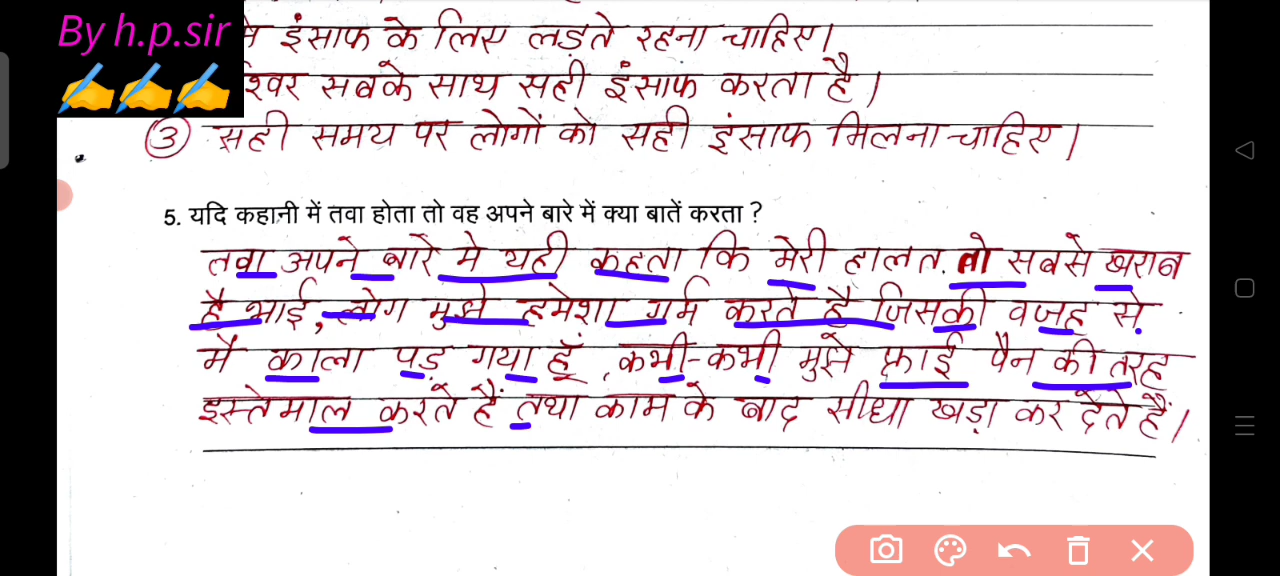 By h.p.sir
इंसाफ के लिए लड़ते रहना चाहिए।
श्वर सबके साथ सही इंसाफ करता है।
③ सही समय पर लोगों को सही इंसाफ मिलना चाहिए।
5. यदि कहानी में तवा होता तो वह अपने बारे में क्या बातें करता ?
तवा अपने बारे मे यही कहता कि मेरी हालत तो सबसे खराब
है भाई, लोग मुझे हमेशा गर्म करते है जिसकी वजह से
मै काला पड़ गया हूँ, कभी-कभी मुझे फ्राई पैन की तरह
इस्तेमाल करते हैं तथा काम के बाद सीधा खड़ा कर देते हैं।